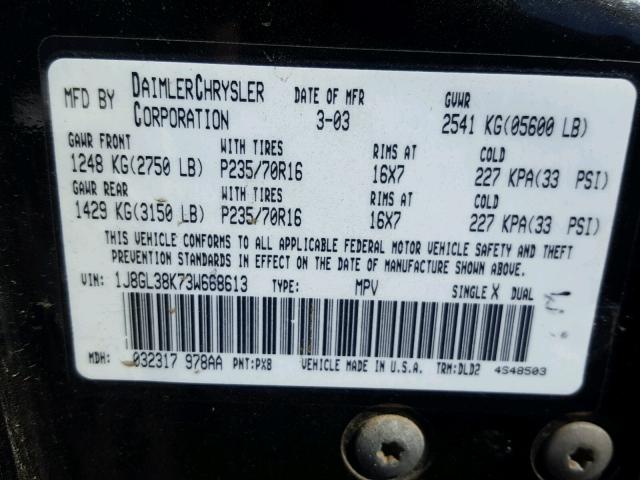 MFD BY DAIMLERCHRYSLER CORPORATION DATE OF MFR 3-03 GVWR 2541 KG(05600 LB)
GAWR FRONT WITH TIRES RIMS AT COLD
1248 KG(2750 LB) P235/70R16 16X7 227 KPA(33 PSI)
GAWR REAR WITH TIRES RIMS AT COLD
1429 KG(3150 LB) P235/70R16 16X7 227 KPA(33 PSI)
THIS VEHICLE CONFORMS TO ALL APPLICABLE FEDERAL MOTOR VEHICLE SAFETY AND THEFT
PREVENTION STANDARDS IN EFFECT ON THE DATE OF MANUFACTURE SHOWN ABOVE.
VIN: 1J8GL38K73W668613 TYPE: MPV SINGLE X DUAL
MDH: 032317 978AA PNT:PX8 VEHICLE MADE IN U.S.A. TRM:DLD2 4S48503